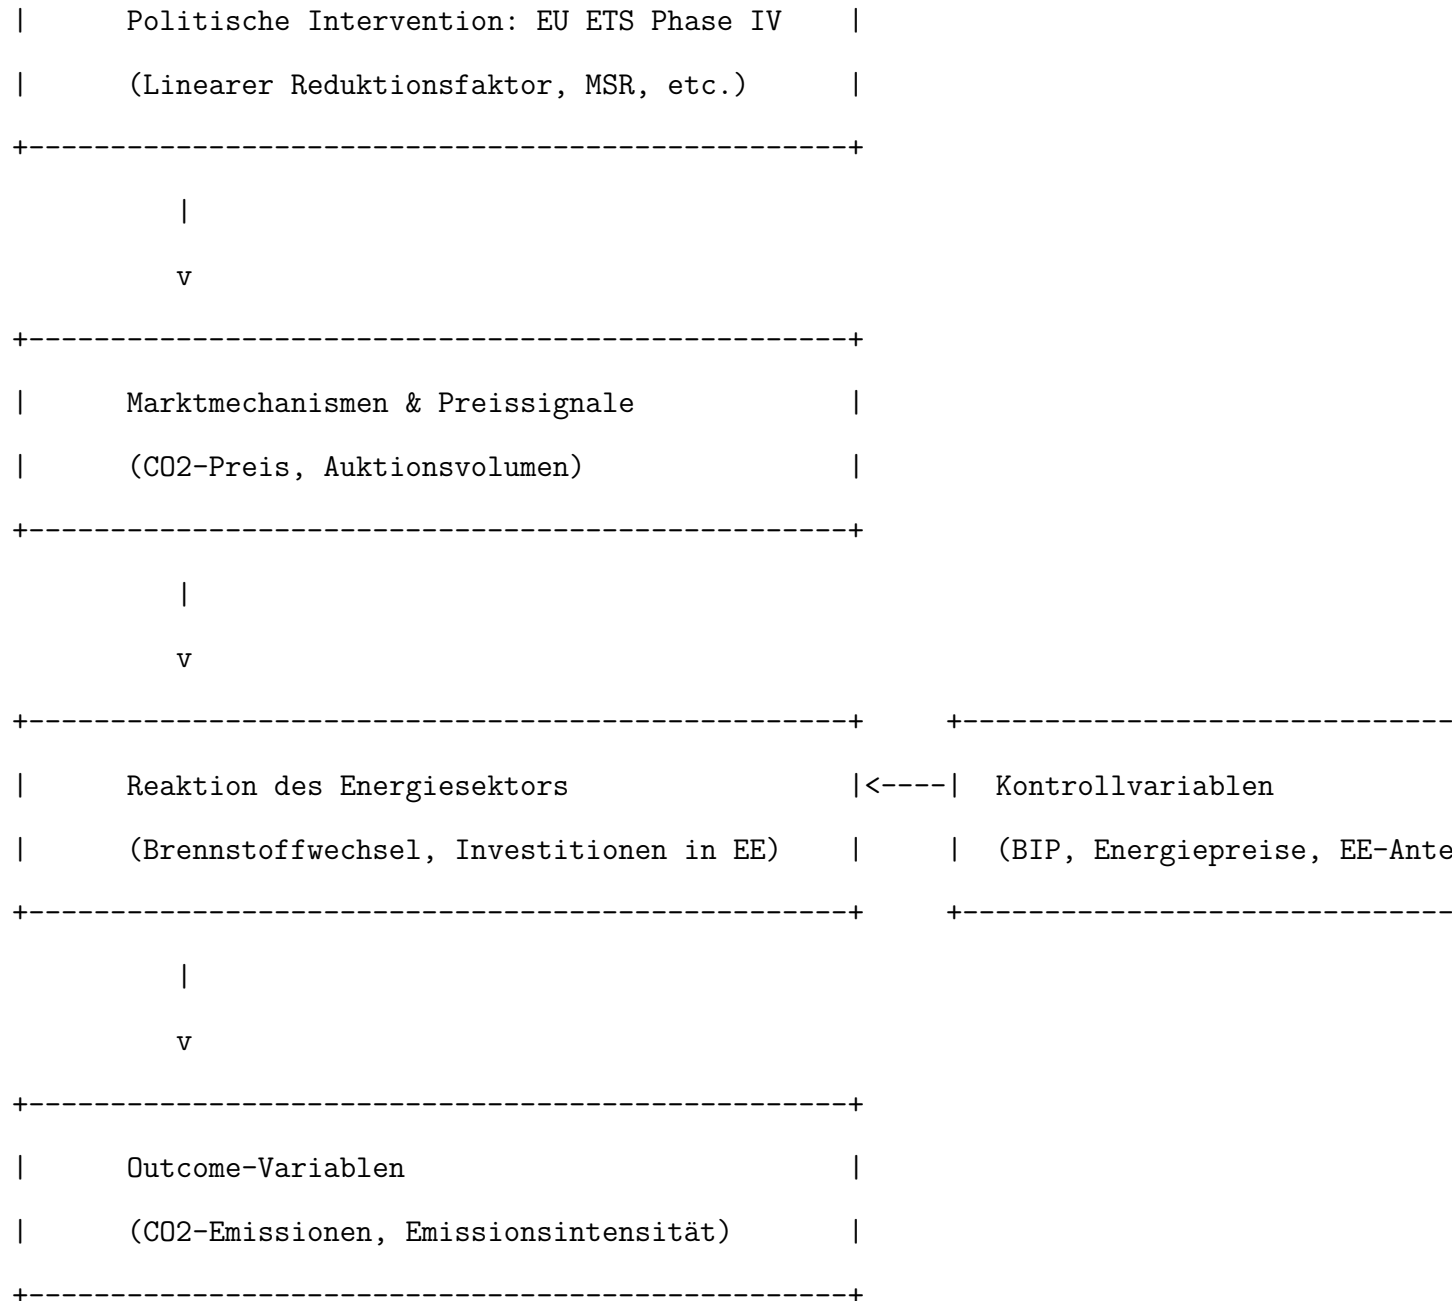 Politische Intervention: EU ETS Phase IV
(Linearer Reduktionsfaktor, MSR, etc.)
Marktmechanismen & Preissignale
(CO2-Preis, Auktionsvolumen)
Reaktion des Energiesektors
(Brennstoffwechsel, Investitionen in EE)
Kontrollvariablen
(BIP, Energiepreise, EE-Ante
Outcome-Variablen
(CO2-Emissionen, Emissionsintensität)